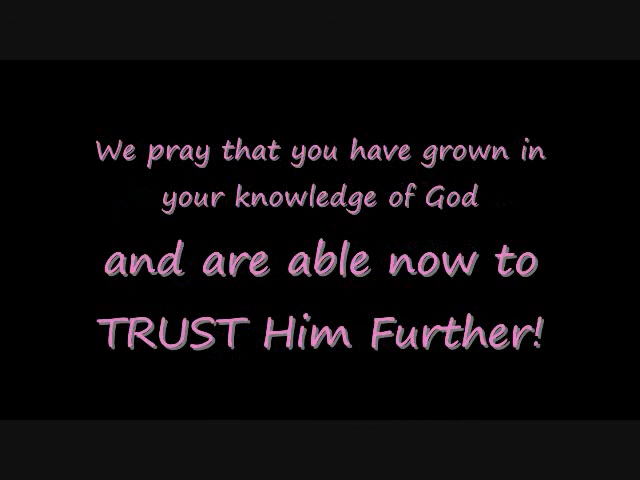 We pray that you have grown in
your knowledge of God
and are able now to
TRUST Him Further!